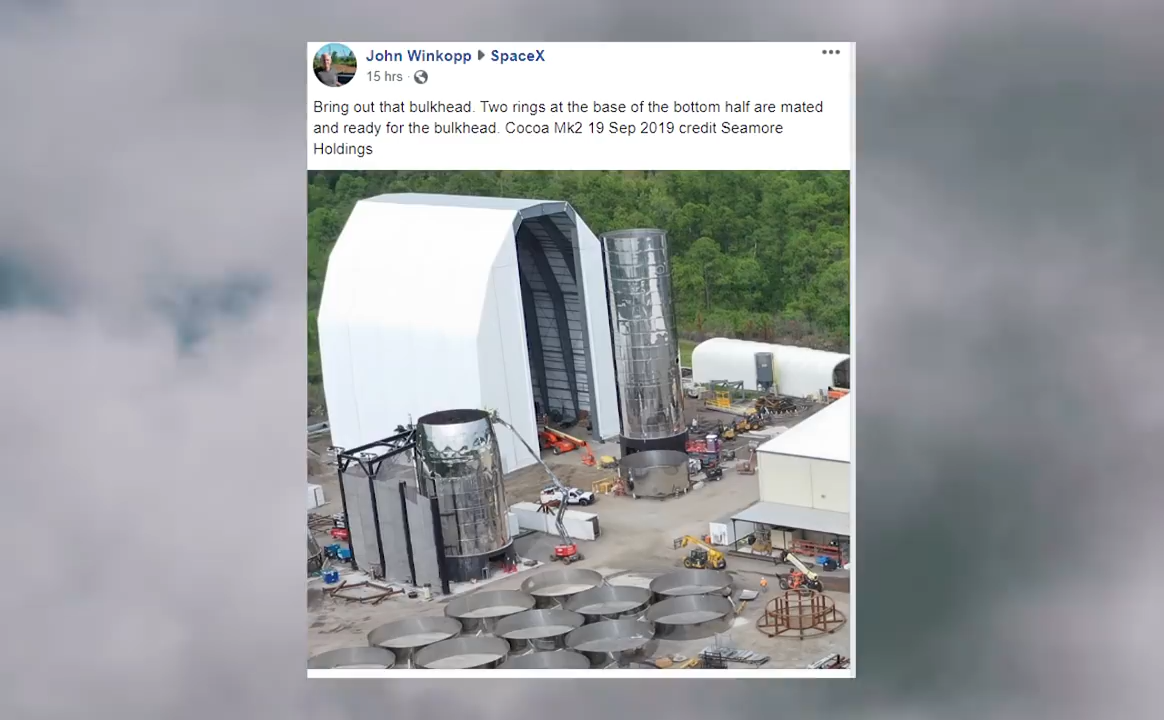 John Winkopp ▶ SpaceX
15 hrs ·
Bring out that bulkhead. Two rings at the base of the bottom half are mated
and ready for the bulkhead. Cocoa Mk2 19 Sep 2019 credit Seamore
Holdings